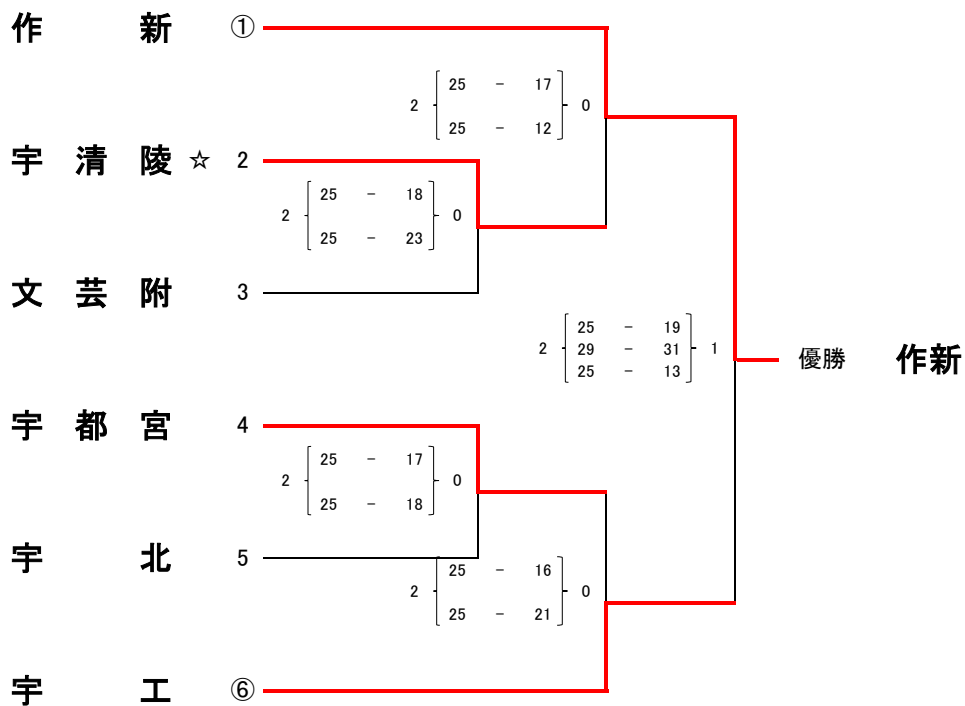 作 新 ①
25 - 17
2 0
25 - 12
宇 清 陵 ☆ 2
25 - 18
2 0
25 - 23
文 芸 附 3
25 - 19
2 29 - 31 1
25 - 13
優勝 作新
宇 都 宮 4
25 - 17
2 0
25 - 18
宇 北 5
25 - 16
2 0
25 - 21
宇 工 ⑥